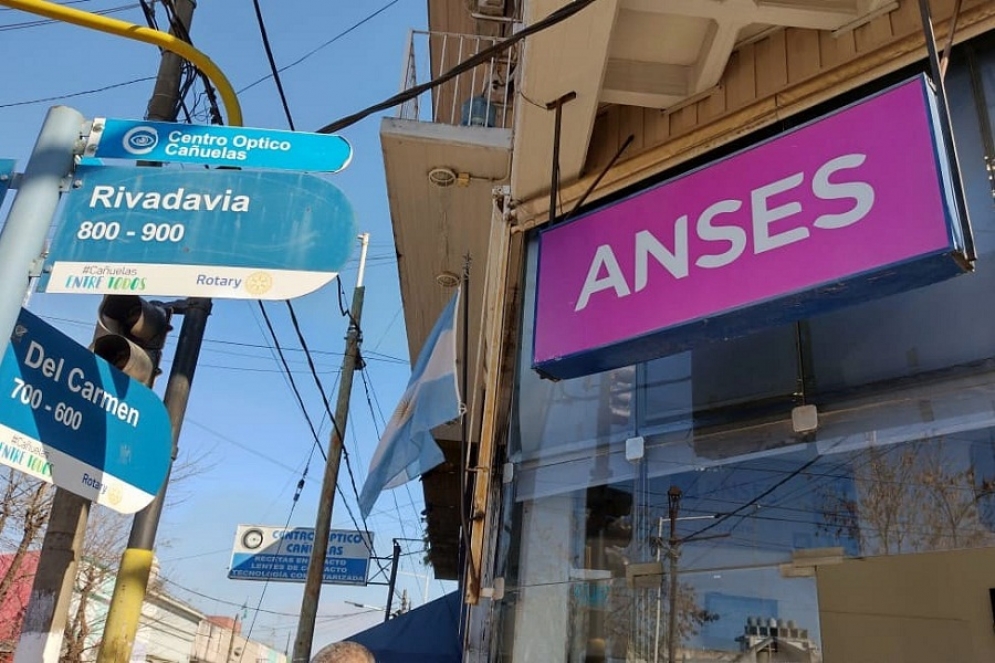 Centro Optico
Cañuelas
Rivadavia
800 - 900
#Cañuelas
ENTRE TODOS
Rotary
Del Carmen
700 - 600
#Cañuelas
ENTRE TODOS
Rotary
ANSES
CENTRO OPTICO
CAÑUELAS
RECETAS EN EL ACTO
LENTES DE CONTACTO
TECNOLOGIA COMPUTARIZADA